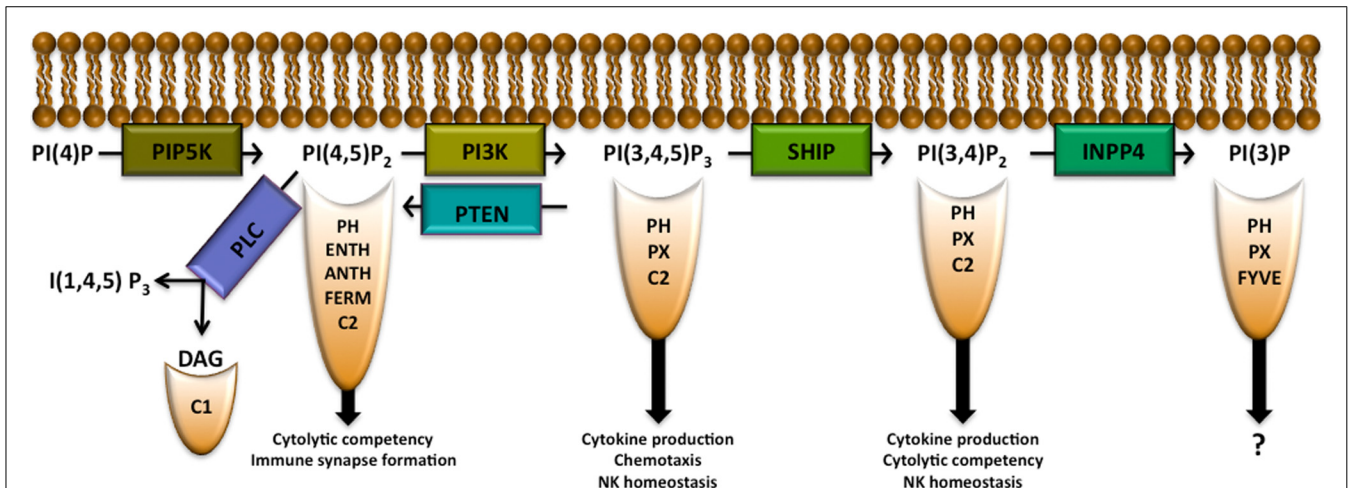 PI(4)P PIP5K PI(4,5)P₂ PI3K PI(3,4,5)P₃ SHIP PI(3,4)P₂ INPP4 PI(3)P
PTEN
PLC
I(1,4,5) P₃
DAG
C1
PH
ENTH
ANTH
FERM
C2
PH
PX
C2
PH
PX
C2
PH
PX
FYVE
Cytolytic competency
Immune synapse formation
Cytokine production
Chemotaxis
NK homeostasis
Cytokine production
Cytolytic competency
NK homeostasis
?